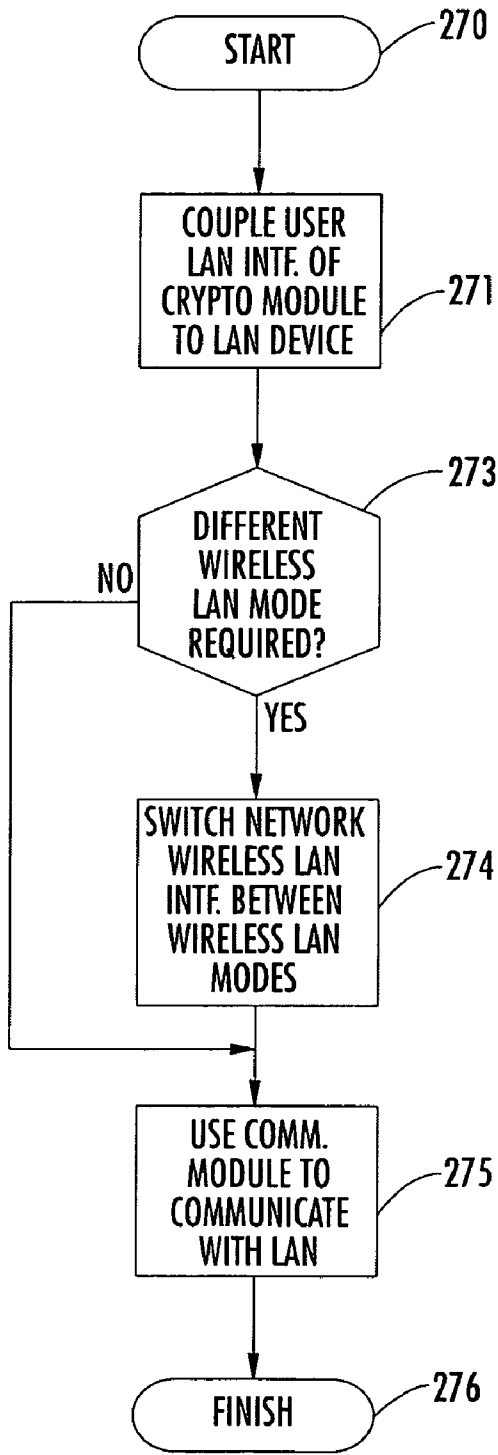 START
270
COUPLE USER
LAN INTF. OF
CRYPTO MODULE
TO LAN DEVICE
271
273
DIFFERENT
WIRELESS
LAN MODE
REQUIRED?
NO
YES
SWITCH NETWORK
WIRELESS LAN
INTF. BETWEEN
WIRELESS LAN
MODES
274
USE COMM.
MODULE TO
COMMUNICATE
WITH LAN
275
FINISH
276